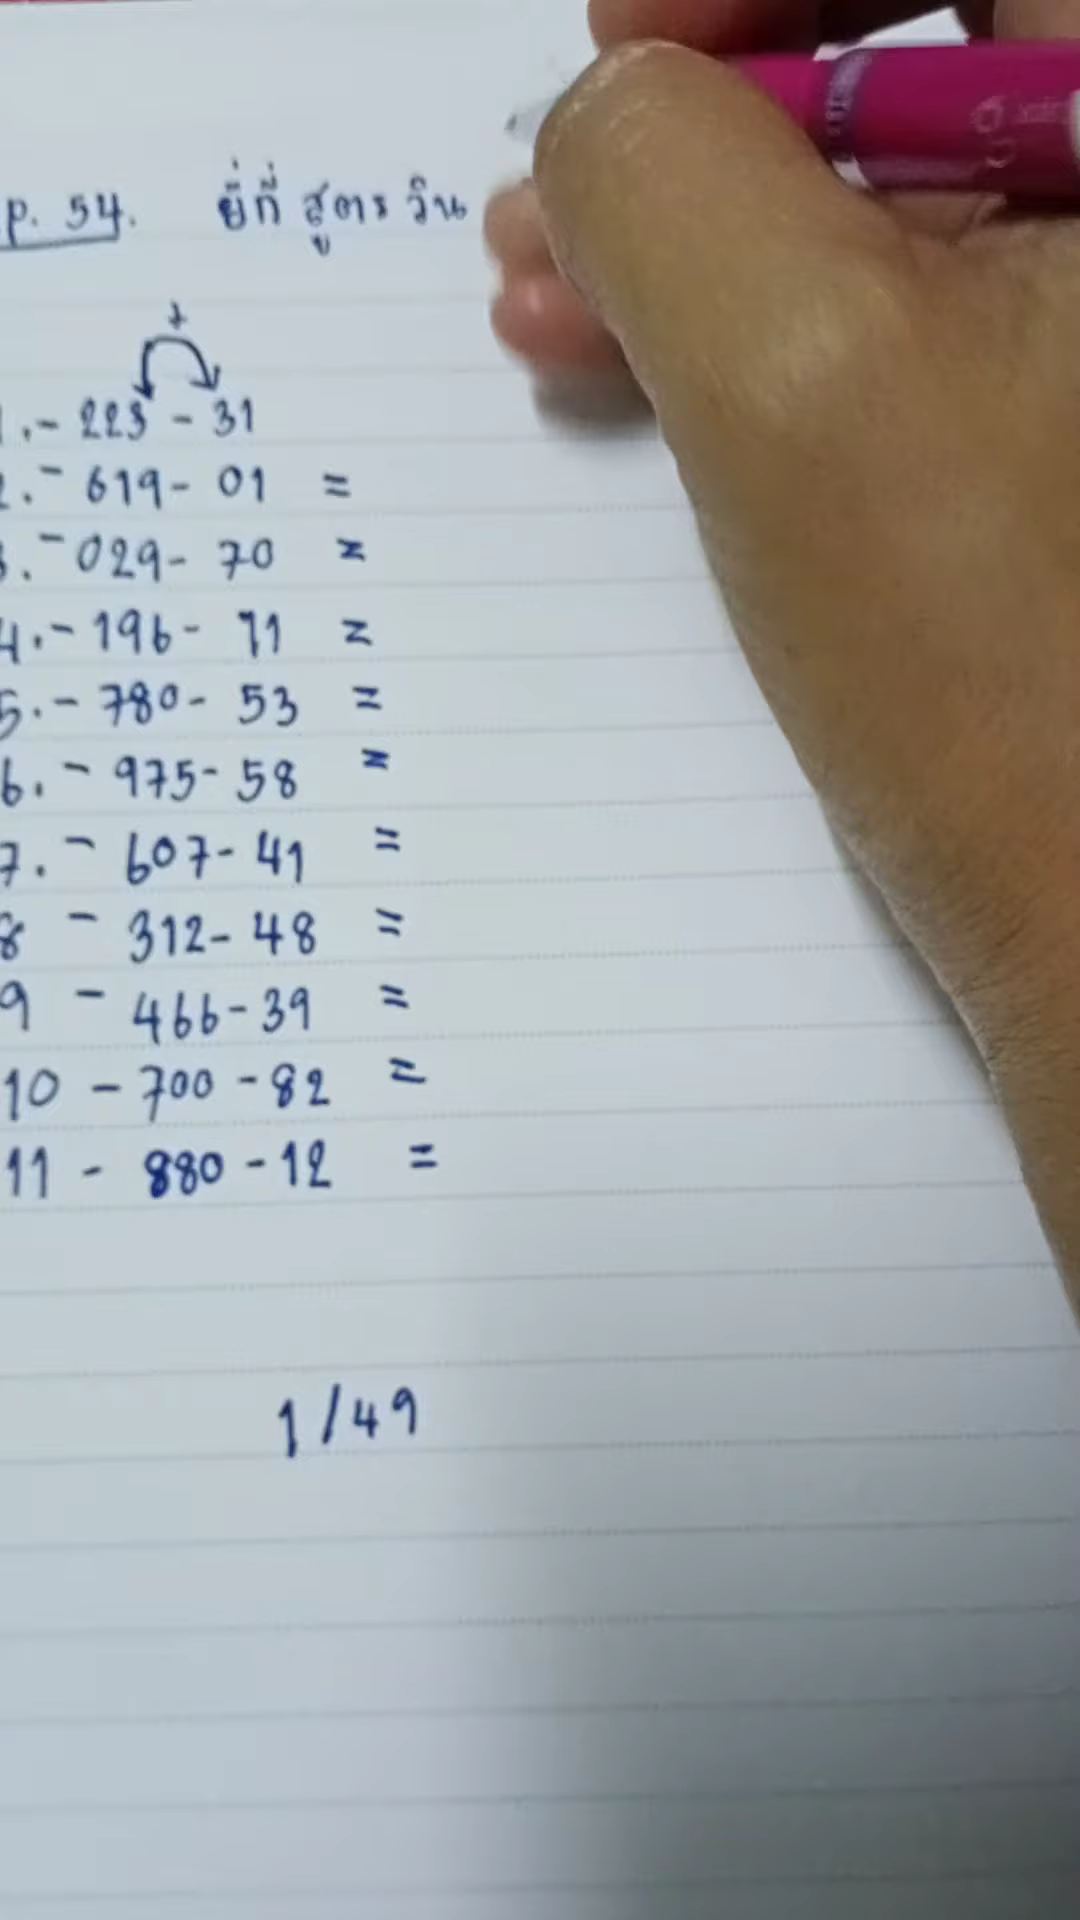 p. 54. ยี่กี่ สูตร วิน
+
1.- 223 - 31
2.- 619 - 01 =
3.- 029 - 70 =
4.- 196 - 71 =
5.- 780 - 53 =
6.- 975 - 58 =
7.- 607 - 41 =
8 - 312 - 48 =
9 - 466 - 39 =
10 - 700 - 82 =
11 - 880 - 12 =
1/49